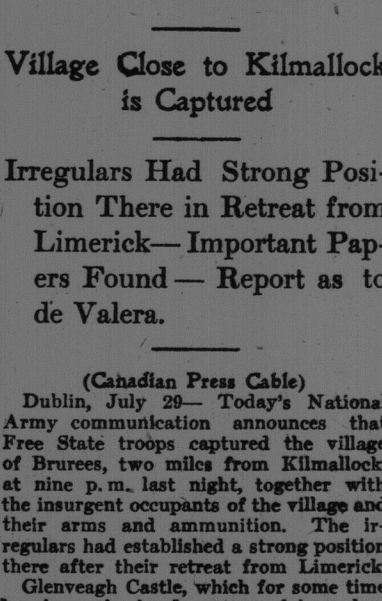 Village Close to Kilmallock
is Captured
Irregulars Had Strong Posi-
tion There in Retreat from
Limerick— Important Pap-
ers Found — Report as to
de Valera.
(Canadian Press Cable)
Dublin, July 29— Today's National
Army communication announces that
Free State troops captured the village
of Brurees, two miles from Kilmallock
at nine p. m. last night, together with
the insurgent occupants of the village and
their arms and ammunition. The ir-
regulars had established a strong position
there after their retreat from Limerick
Glenveagh Castle, which for some time